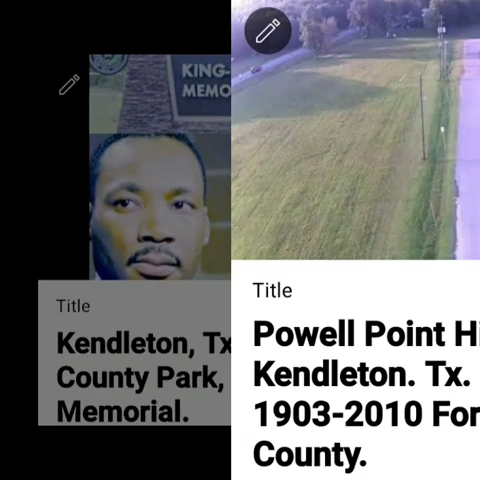 KING-
MEMO
Title
Kendleton, Tx
County Park,
Memorial.
Title
Powell Point Hi
Kendleton. Tx.
1903-2010 For
County.